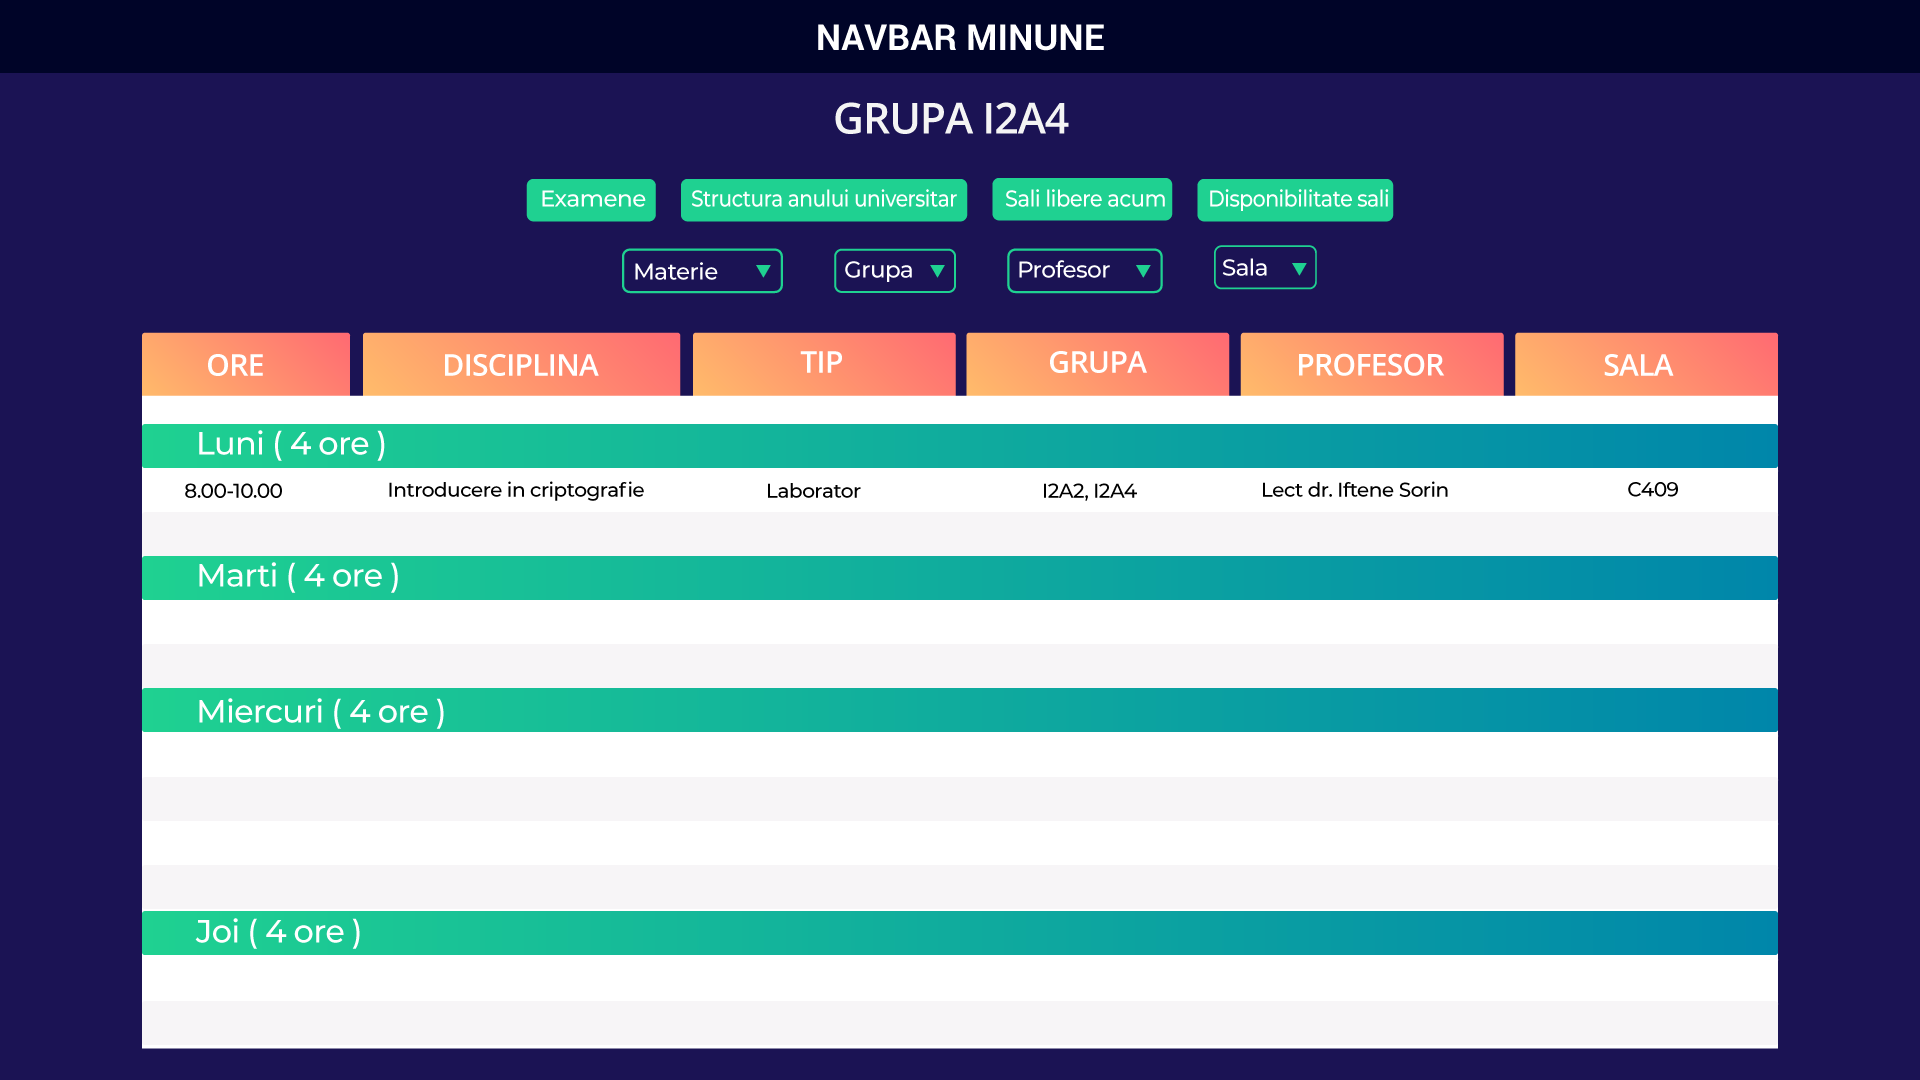 NAVBAR MINUNE
GRUPA I2A4
Examene Structura anului universitar Sali libere acum Disponibilitate sali
Materie Grupa Profesor Sala
ORE DISCIPLINA TIP GRUPA PROFESOR SALA
Luni ( 4 ore )
8.00-10.00 Introducere in criptografie Laborator I2A2, I2A4 Lect dr. Iftene Sorin C409
Marti ( 4 ore )
Miercuri ( 4 ore )
Joi ( 4 ore )